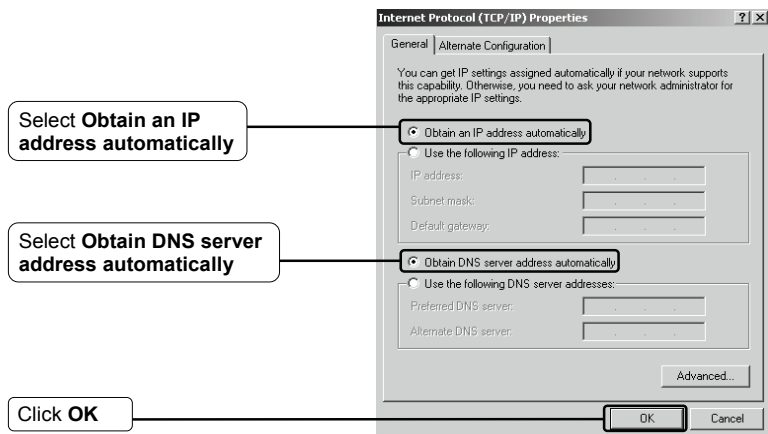 Internet Protocol (TCP/IP) Properties
General
Alternate Configuration
You can get IP settings assigned automatically if your network supports
this capability. Otherwise, you need to ask your network administrator for
the appropriate IP settings.
Select Obtain an IP
address automatically
Obtain an IP address automatically
Use the following IP address:
IP address:
Subnet mask:
Default gateway:
Select Obtain DNS server
address automatically
Obtain DNS server address automatically
Use the following DNS server addresses:
Preferred DNS server:
Alternate DNS server:
Advanced...
Click OK
OK
Cancel